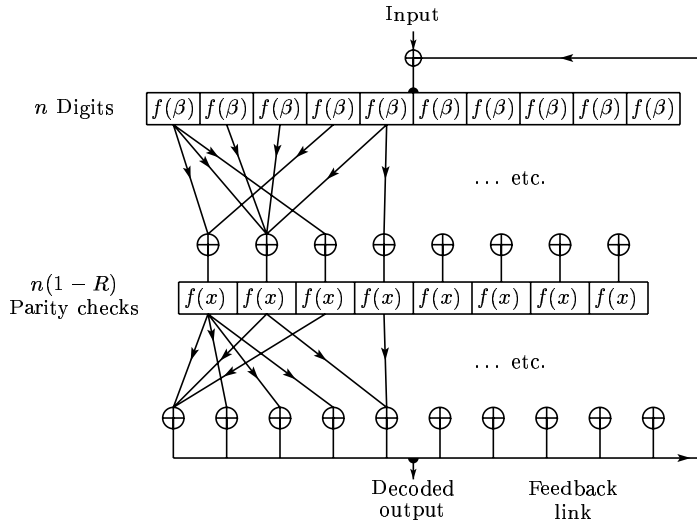 Input
n Digits
f(β) f(β) f(β) f(β) f(β) f(β) f(β) f(β) f(β) f(β)
... etc.
n(1 − R)
Parity checks
f(x) f(x) f(x) f(x) f(x) f(x) f(x) f(x)
... etc.
Decoded
output
Feedback
link